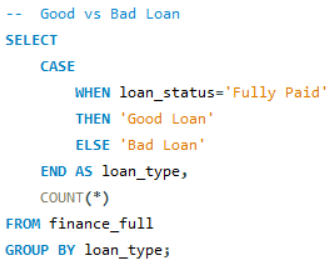 -- Good vs Bad Loan
SELECT
CASE
WHEN loan_status='Fully Paid'
THEN 'Good Loan'
ELSE 'Bad Loan'
END AS loan_type,
COUNT(*)
FROM finance_full
GROUP BY loan_type;